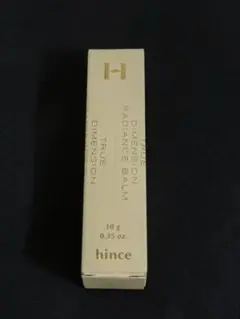 H
TRUE
DIMENSION
RADIANCE BALM
TRUE
DIMENSION
10 g
0.35 oz.
hince